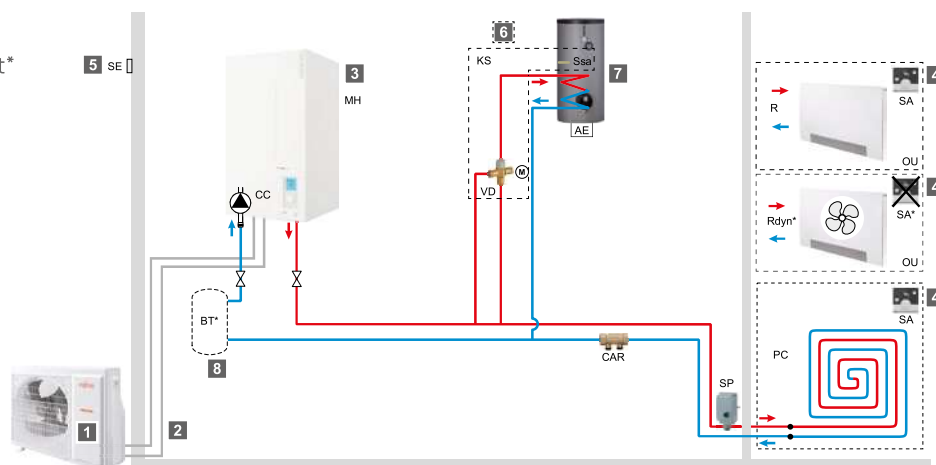 t*
5 SE
3
MH
CC
6
KS
Ssa
7
AE
M
VD
4
SA
R
OU
4
SA*
Rdyn*
OU
4
SA
PC
BT*
8
CAR
SP
1
2